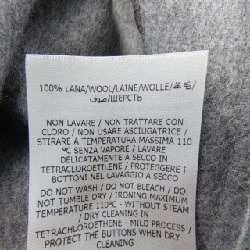 100% LANA/WOOL/LAINE/WOLLE/羊毛/
صوف/ШЕРСТЬ
NON LAVARE / NON TRATTARE CON
CLORO / NON USARE ASCIUGATRICE /
STIRARE A TEMPERATURA MASSIMA 110
ºC SENZA VAPORE / LAVARE
DELICATAMENTE A SECCO IN
TETRACLOROETILENE / PROTEGGERE I
BOTTONI NEL LAVAGGIO A SECCO
DO NOT WASH / DO NOT BLEACH / DO
NOT TUMBLE DRY / IRONING MAXIMUM
TEMPERATURE 110ºC - WITHOUT STEAM
/ DRY CLEANING IN
TETRACHLOROETHENE - MILD PROCESS /
PROTECT THE BUTTONS WHEN DRY
CLEANING